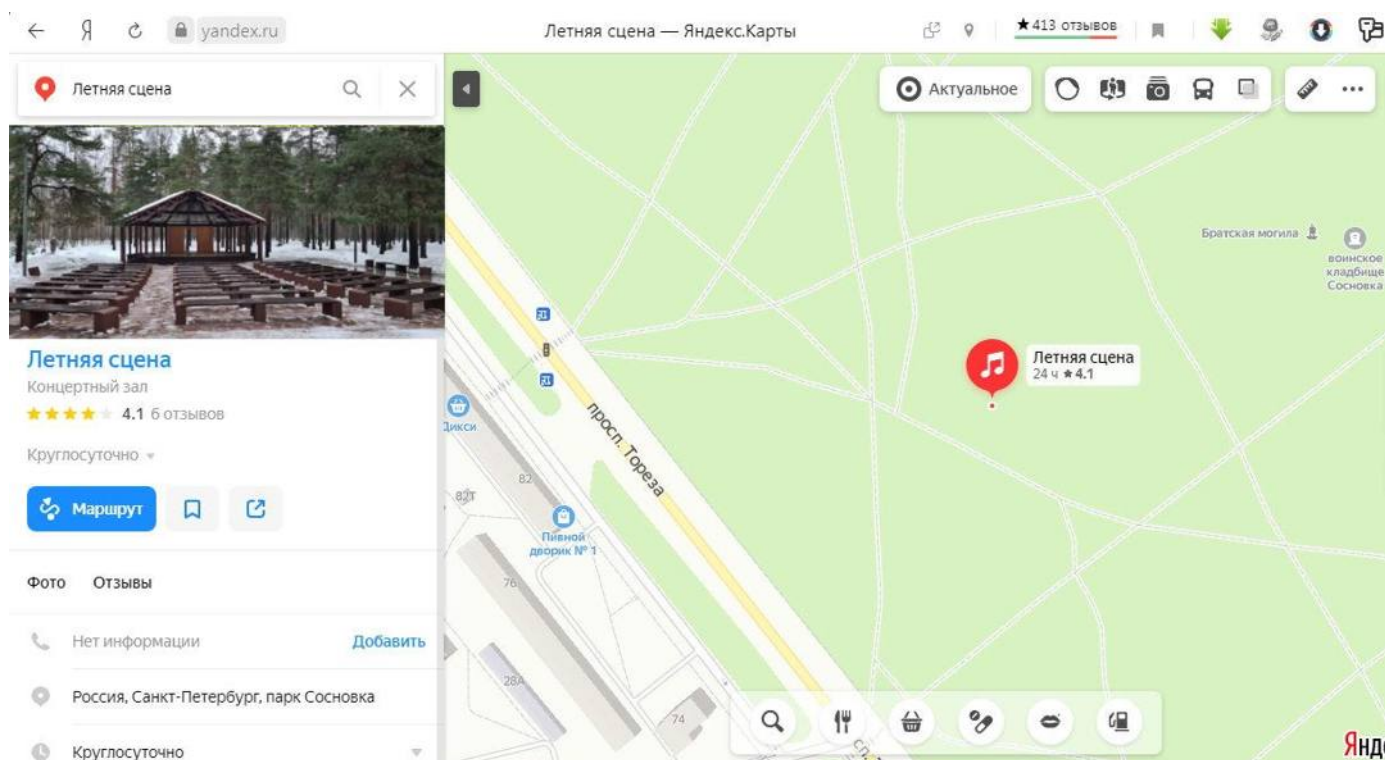 Я
yandex.ru
Летняя сцена — Яндекс.Карты
★413 отзывов
Летняя сцена
Летняя сцена
Концертный зал
4.1 6 отзывов
Круглосуточно
Маршрут
Фото Отзывы
Нет информации Добавить
Россия, Санкт-Петербург, парк Сосновка
Круглосуточно
Актуальное
Братская могила
воинское
кладбище
Сосновка
Летняя сцена
24 ч ★4.1
Дикси
просп. Тореза
82
82Т
Пивной
дворик № 1
76
28А
74